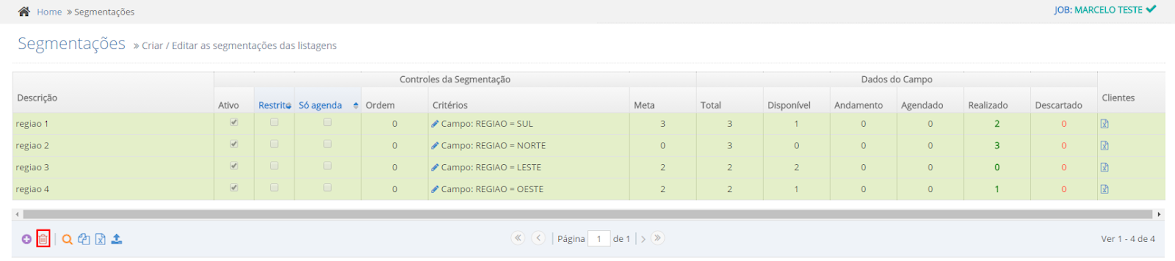 Home » Segmentações
JOB: MARCELO TESTE
Segmentações » Criar / Editar as segmentações das listagens
Controles da Segmentação Dados do Campo
Descrição Ativo Restrito Só agenda Ordem Critérios Meta Total Disponível Andamento Agendado Realizado Descartado Clientes
regiao 1 0 Campo: REGIAO = SUL 3 3 1 0 0 2 0
regiao 2 0 Campo: REGIAO = NORTE 0 3 0 0 0 3 0
regiao 3 0 Campo: REGIAO = LESTE 2 2 2 0 0 0 0
regiao 4 0 Campo: REGIAO = OESTE 2 2 1 0 0 1 0
Página 1 de 1 Ver 1 - 4 de 4